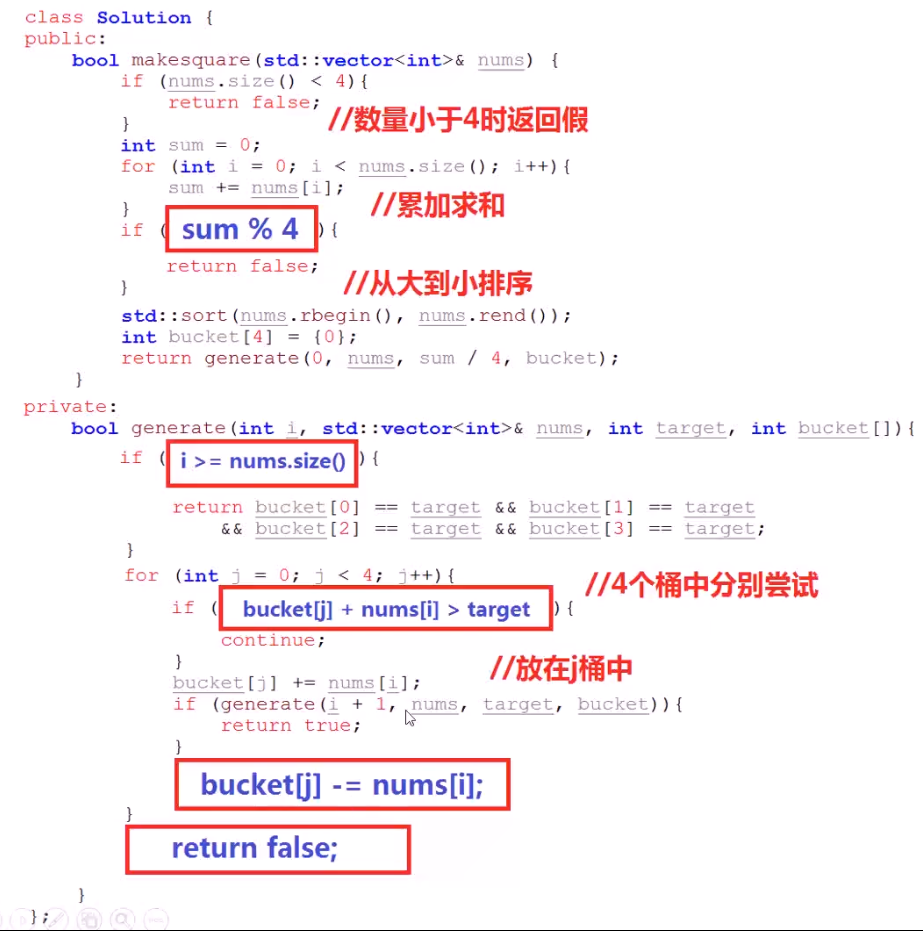 class Solution {
public:
bool makesquare(std::vector<int>& nums) {
if (nums.size() < 4){
return false;
//数量小于4时返回假
}
int sum = 0;
for (int i = 0; i < nums.size(); i++){
sum += nums[i];
}
//累加求和
if ( sum % 4 ){
return false;
}
//从大到小排序
std::sort(nums.rbegin(), nums.rend());
int bucket[4] = {0};
return generate(0, nums, sum / 4, bucket);
}
private:
bool generate(int i, std::vector<int>& nums, int target, int bucket[]){
if ( i >= nums.size() ){
return bucket[0] == target && bucket[1] == target
&& bucket[2] == target && bucket[3] == target;
}
for (int j = 0; j < 4; j++){
//4个桶中分别尝试
if ( bucket[j] + nums[i] > target ){
continue;
}
//放在j桶中
bucket[j] += nums[i];
if (generate(i + 1, nums, target, bucket)){
return true;
}
bucket[j] -= nums[i];
}
return false;
}
};